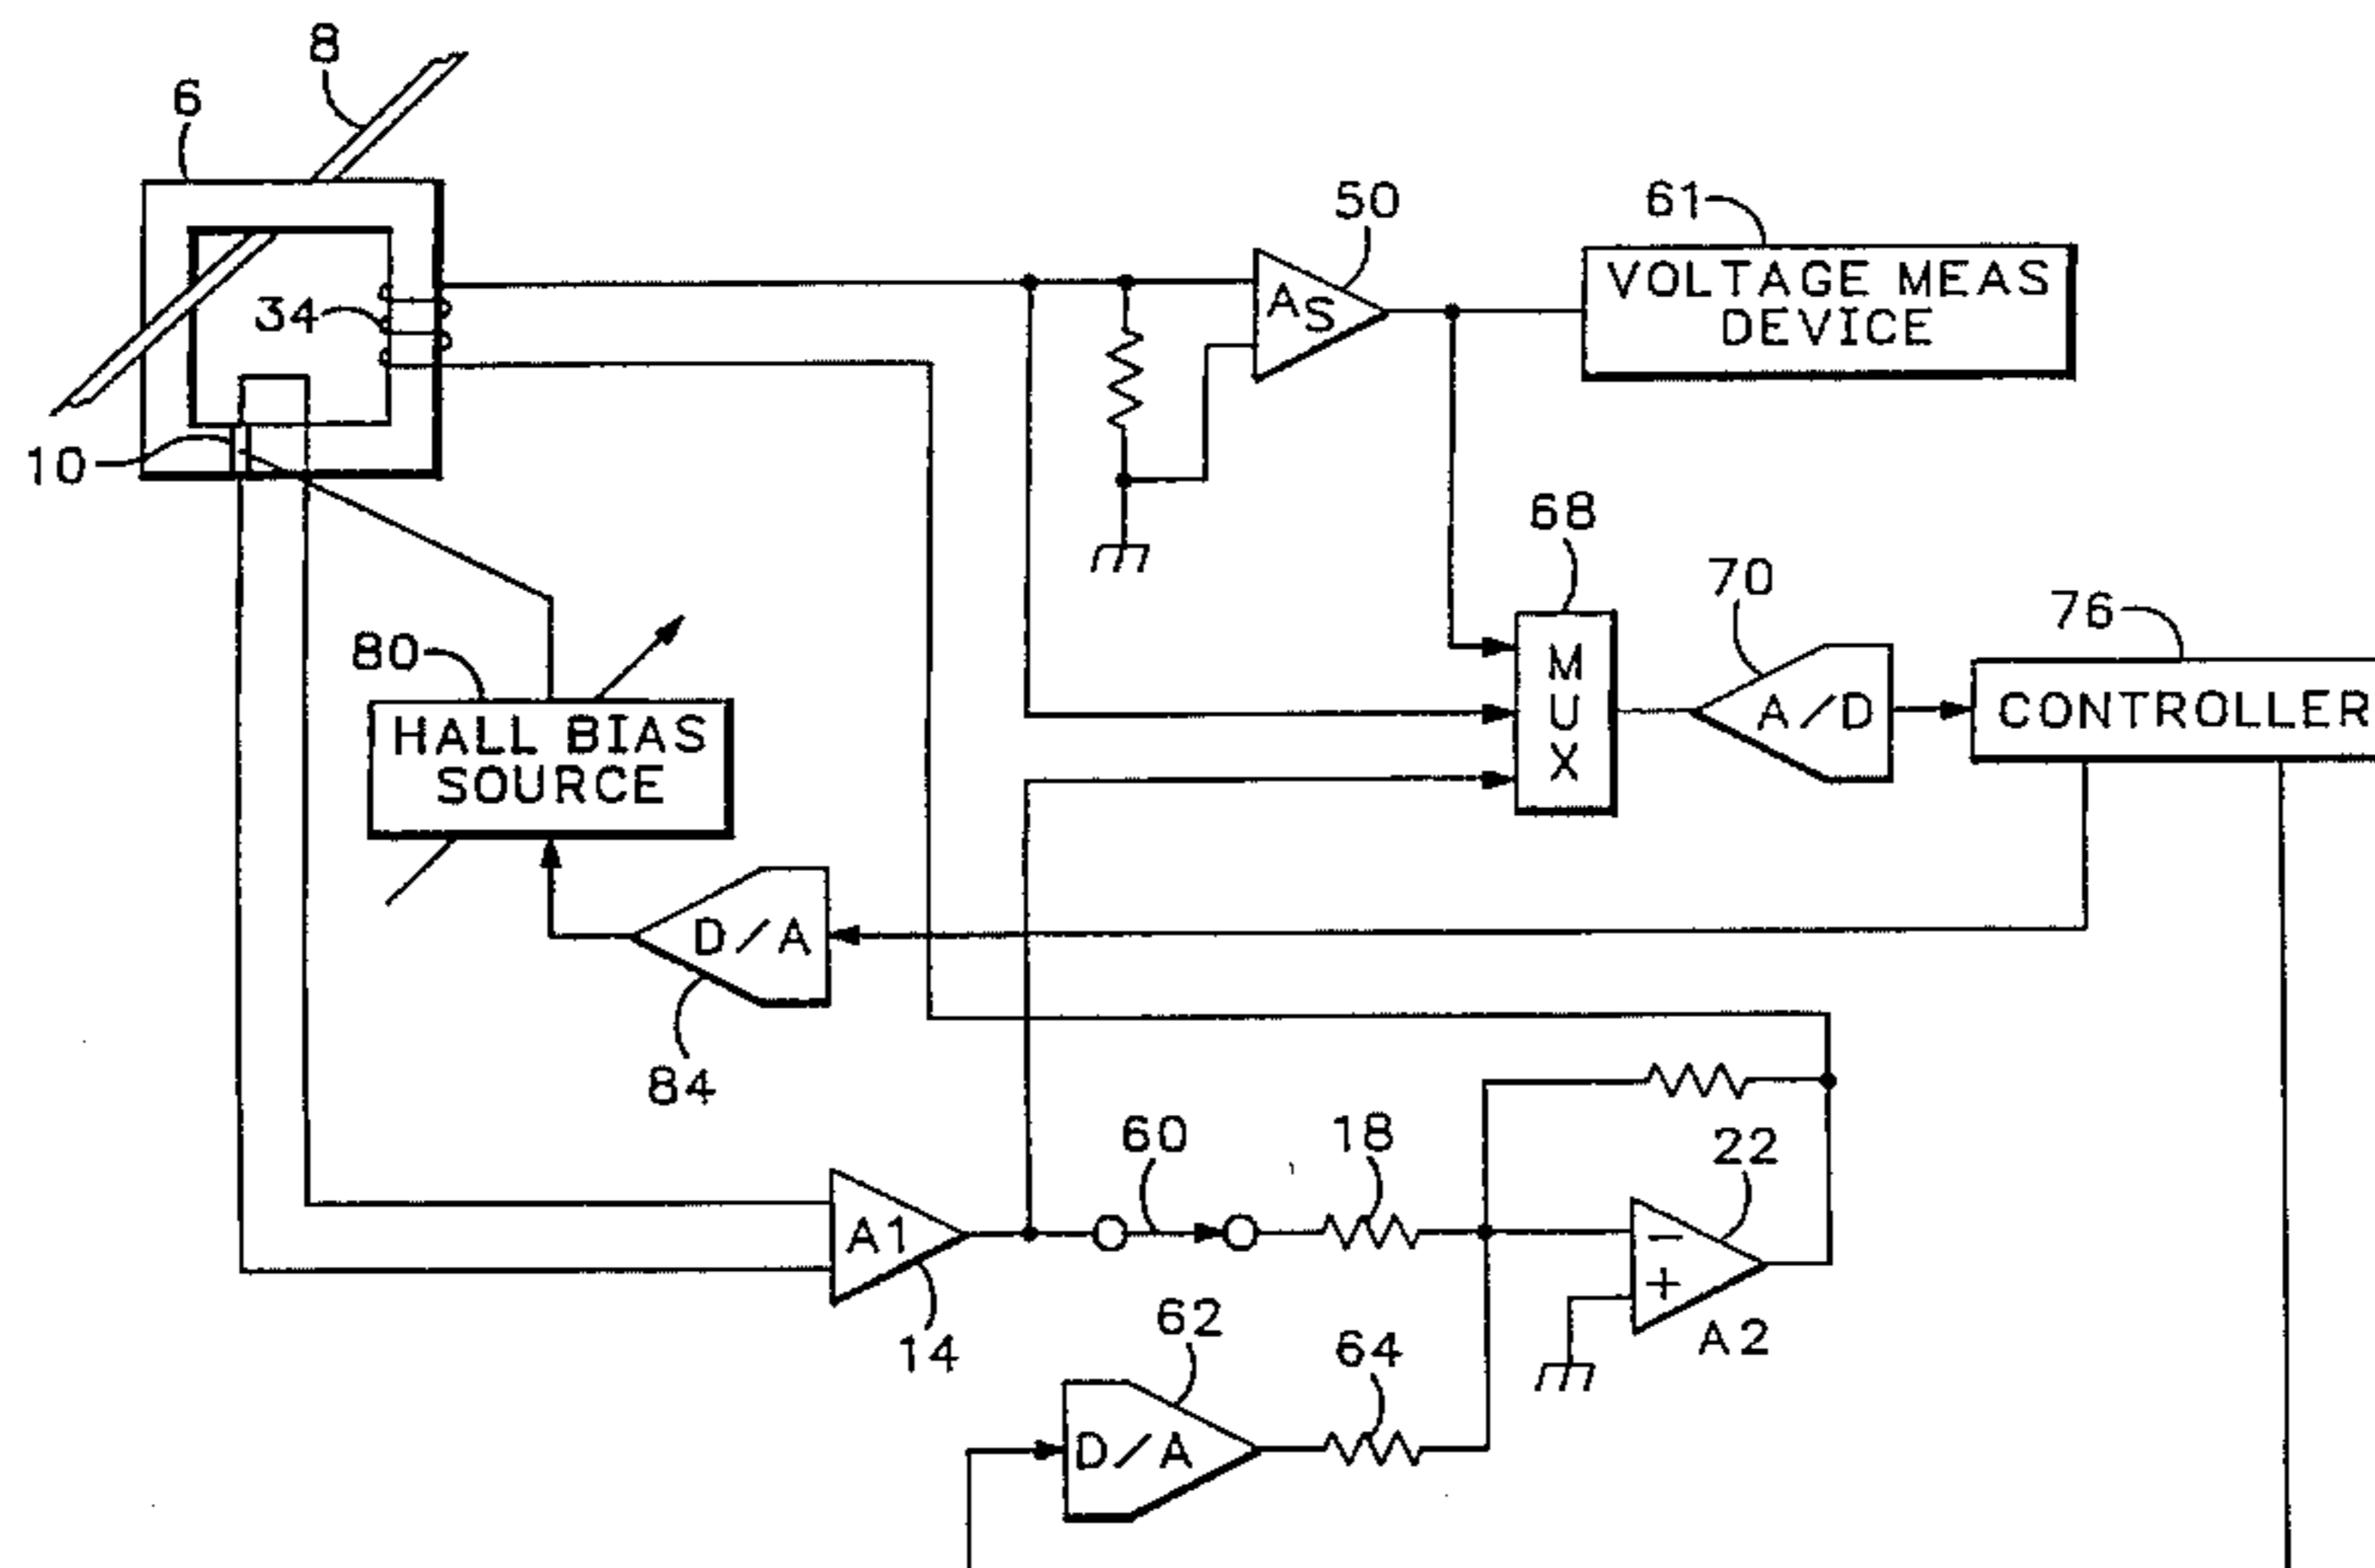 8
6
50
61
VOLTAGE MEAS
DEVICE
AS
34
10
68
70
76
80
MUX
A/D
CONTROLLER
HALL BIAS
SOURCE
D/A
84
60
18
22
A1
−
+
14
62
64
A2
D/A